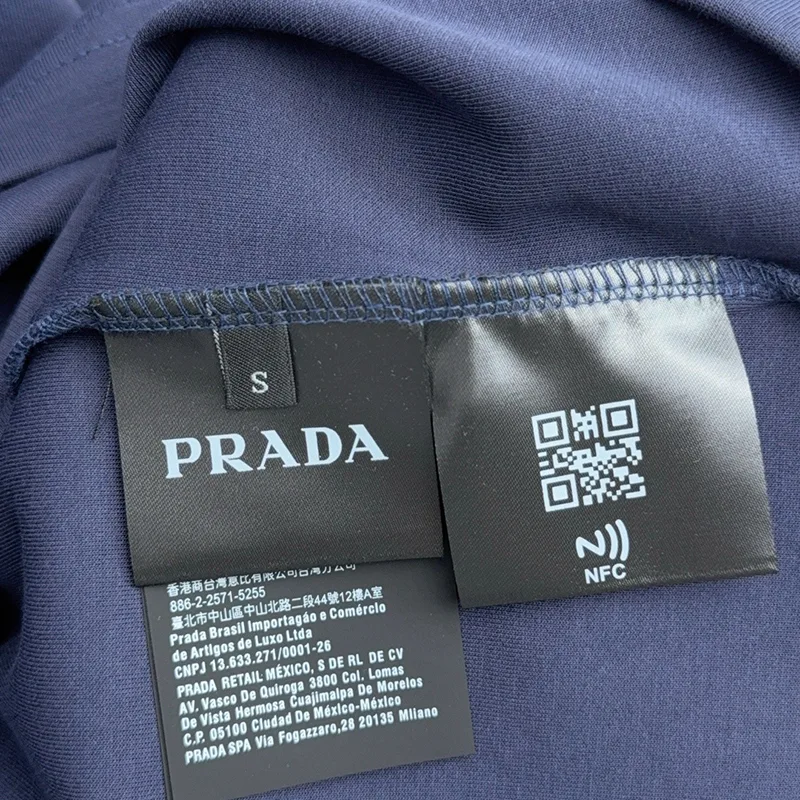 S
PRADA
NFC
香港商台灣惠比有限公司台灣分公司
886-2-2571-5255
臺北市中山區中山北路二段44號12樓A室
Prada Brasil Importagão e Comércio
de Artigos de Luxo Ltda
CNPJ 13.633.271/0001-26
PRADA RETAIL MÉXICO, S DE RL DE CV
AV. Vasco De Quiroga 3800 Col. Lomas
De Vista Hermosa Cuajimalpa De Morelos
C.P. 05100 Ciudad De México-México
PRADA SPA Via Fogazzaro,28 20135 Milano